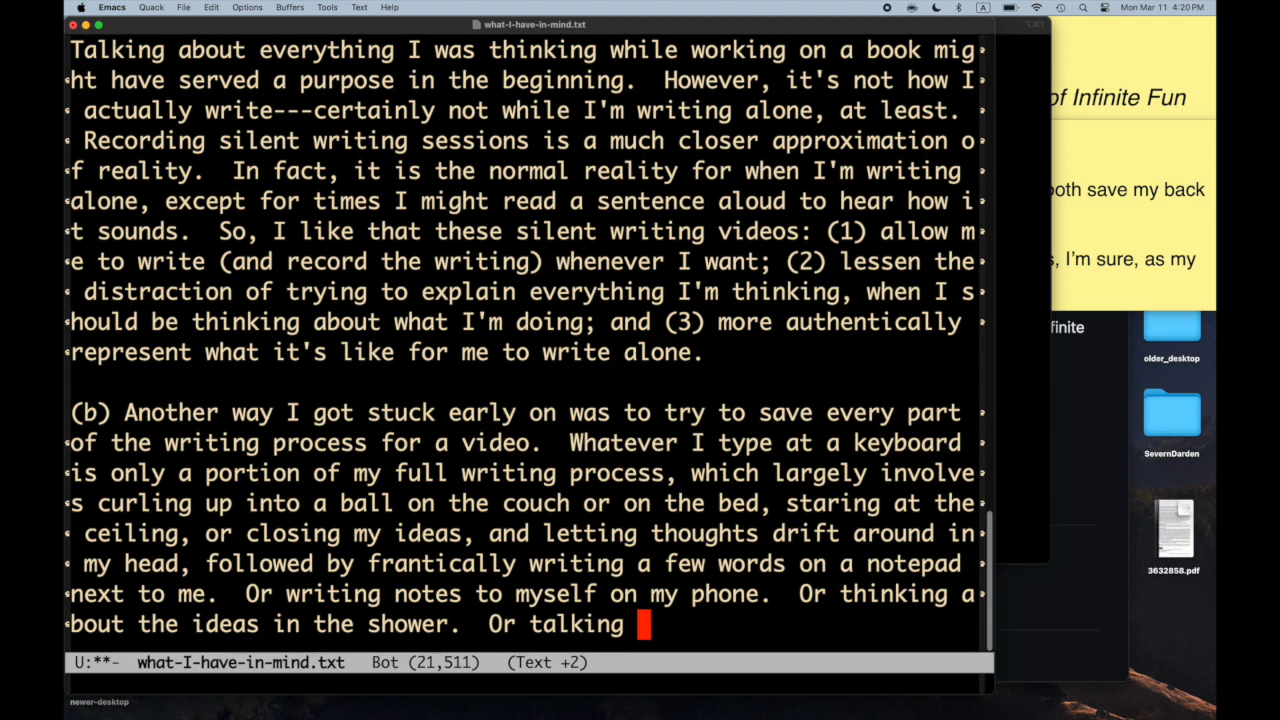 Emacs Quack File Edit Options Buffers Tools Text Help
A
Mon Mar 11 4:20 PM
what-I-have-in-mind.txt
⌥⌘1
Talking about everything I was thinking while working on a book mig
ht have served a purpose in the beginning.  However, it's not how I
 actually write---certainly not while I'm writing alone, at least.
 Recording silent writing sessions is a much closer approximation o
f reality.  In fact, it is the normal reality for when I'm writing
alone, except for times I might read a sentence aloud to hear how i
t sounds.  So, I like that these silent writing videos: (1) allow m
e to write (and record the writing) whenever I want; (2) lessen the
 distraction of trying to explain everything I'm thinking, when I s
hould be thinking about what I'm doing; and (3) more authentically
represent what it's like for me to write alone.
(b) Another way I got stuck early on was to try to save every part
of the writing process for a video.  Whatever I type at a keyboard
is only a portion of my full writing process, which largely involve
s curling up into a ball on the couch or on the bed, staring at the
 ceiling, or closing my ideas, and letting thoughts drift around in
 my head, followed by frantically writing a few words on a notepad
next to me.  Or writing notes to myself on my phone.  Or thinking a
bout the ideas in the shower.  Or talking
U:**-  what-I-have-in-mind.txt   Bot (21,511)   (Text +2)
newer-desktop
of Infinite Fun
both save my back
s, I'm sure, as my
finite
older_desktop
SevernDarden
3632858.pdf